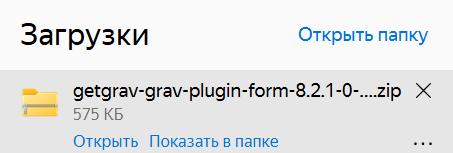 Загрузки
Открыть папку
getgrav-grav-plugin-form-8.2.1-0-....zip
575 КБ
Открыть Показать в папке